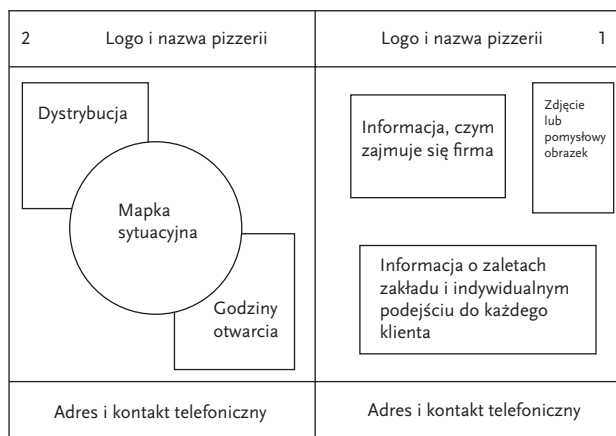 2 Logo i nazwa pizzerii
Dystrybucja
Mapka
sytuacyjna
Godziny
otwarcia
Adres i kontakt telefoniczny
Logo i nazwa pizzerii 1
Informacja, czym
zajmuje się firma
Zdjęcie
lub
pomysłowy
obrazek
Informacja o zaletach
zakładu i indywidualnym
podejściu do każdego
klienta
Adres i kontakt telefoniczny